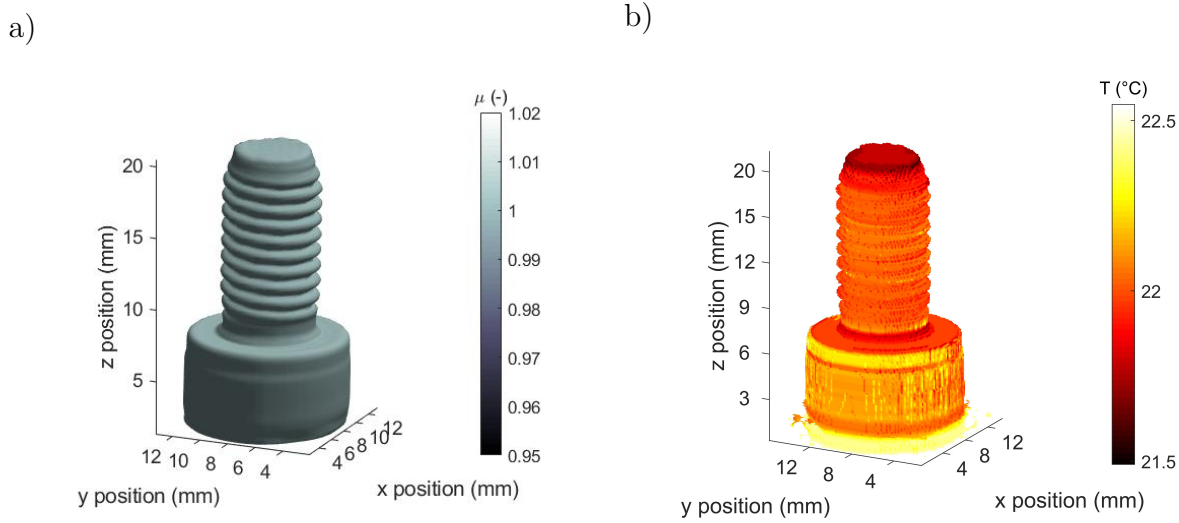 a)
μ (-)
1.02
1.01
1
0.99
0.98
0.97
0.96
0.95
20
15
10
5
z position (mm)
12 10 8 6 4
4 6 8 10 12
y position (mm)
x position (mm)
b)
T (°C)
22.5
22
21.5
20
15
12
9
6
3
z position (mm)
12 8 4
4 8 12
y position (mm)
x position (mm)